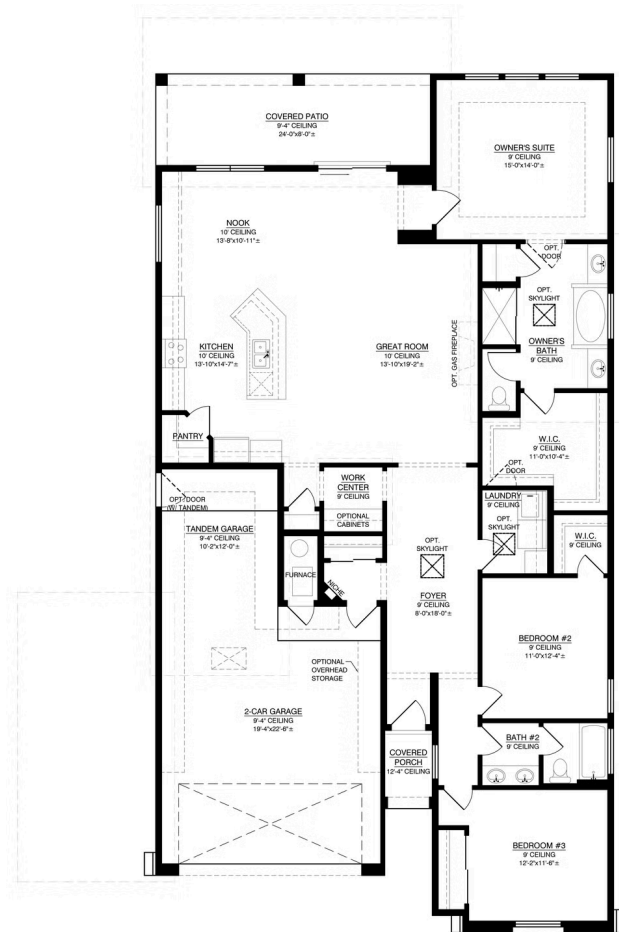 COVERED PATIO
9'-4" CEILING
24'-0"x8'-0"±
OWNER'S SUITE
9' CEILING
15'-0"x14'-0"±
NOOK
10' CEILING
13'-8"x10'-11"±
OPT.
DOOR
OPT.
SKYLIGHT
OWNER'S
BATH
9' CEILING
KITCHEN
10' CEILING
13'-10"x14'-7"±
GREAT ROOM
10' CEILING
13'-10"x19'-2"±
OPT. GAS FIREPLACE
PANTRY
W.I.C.
9' CEILING
11'-0"x10'-4"±
OPT.
DOOR
WORK
CENTER
9' CEILING
OPTIONAL
CABINETS
LAUNDRY
9' CEILING
OPT.
SKYLIGHT
OPT. DOOR
(W/ TANDEM)
TANDEM GARAGE
9'-4" CEILING
10'-2"x12'-0"±
W.I.C.
9' CEILING
OPT.
SKYLIGHT
FURNACE
NICHE
FOYER
9' CEILING
8'-0"x18'-0"±
BEDROOM #2
9' CEILING
11'-0"x12'-4"±
OPTIONAL
OVERHEAD
STORAGE
2-CAR GARAGE
9'-4" CEILING
19'-4"x22'-6"±
BATH #2
9' CEILING
COVERED
PORCH
12'-4" CEILING
BEDROOM #3
9' CEILING
12'-2"x11'-6"±